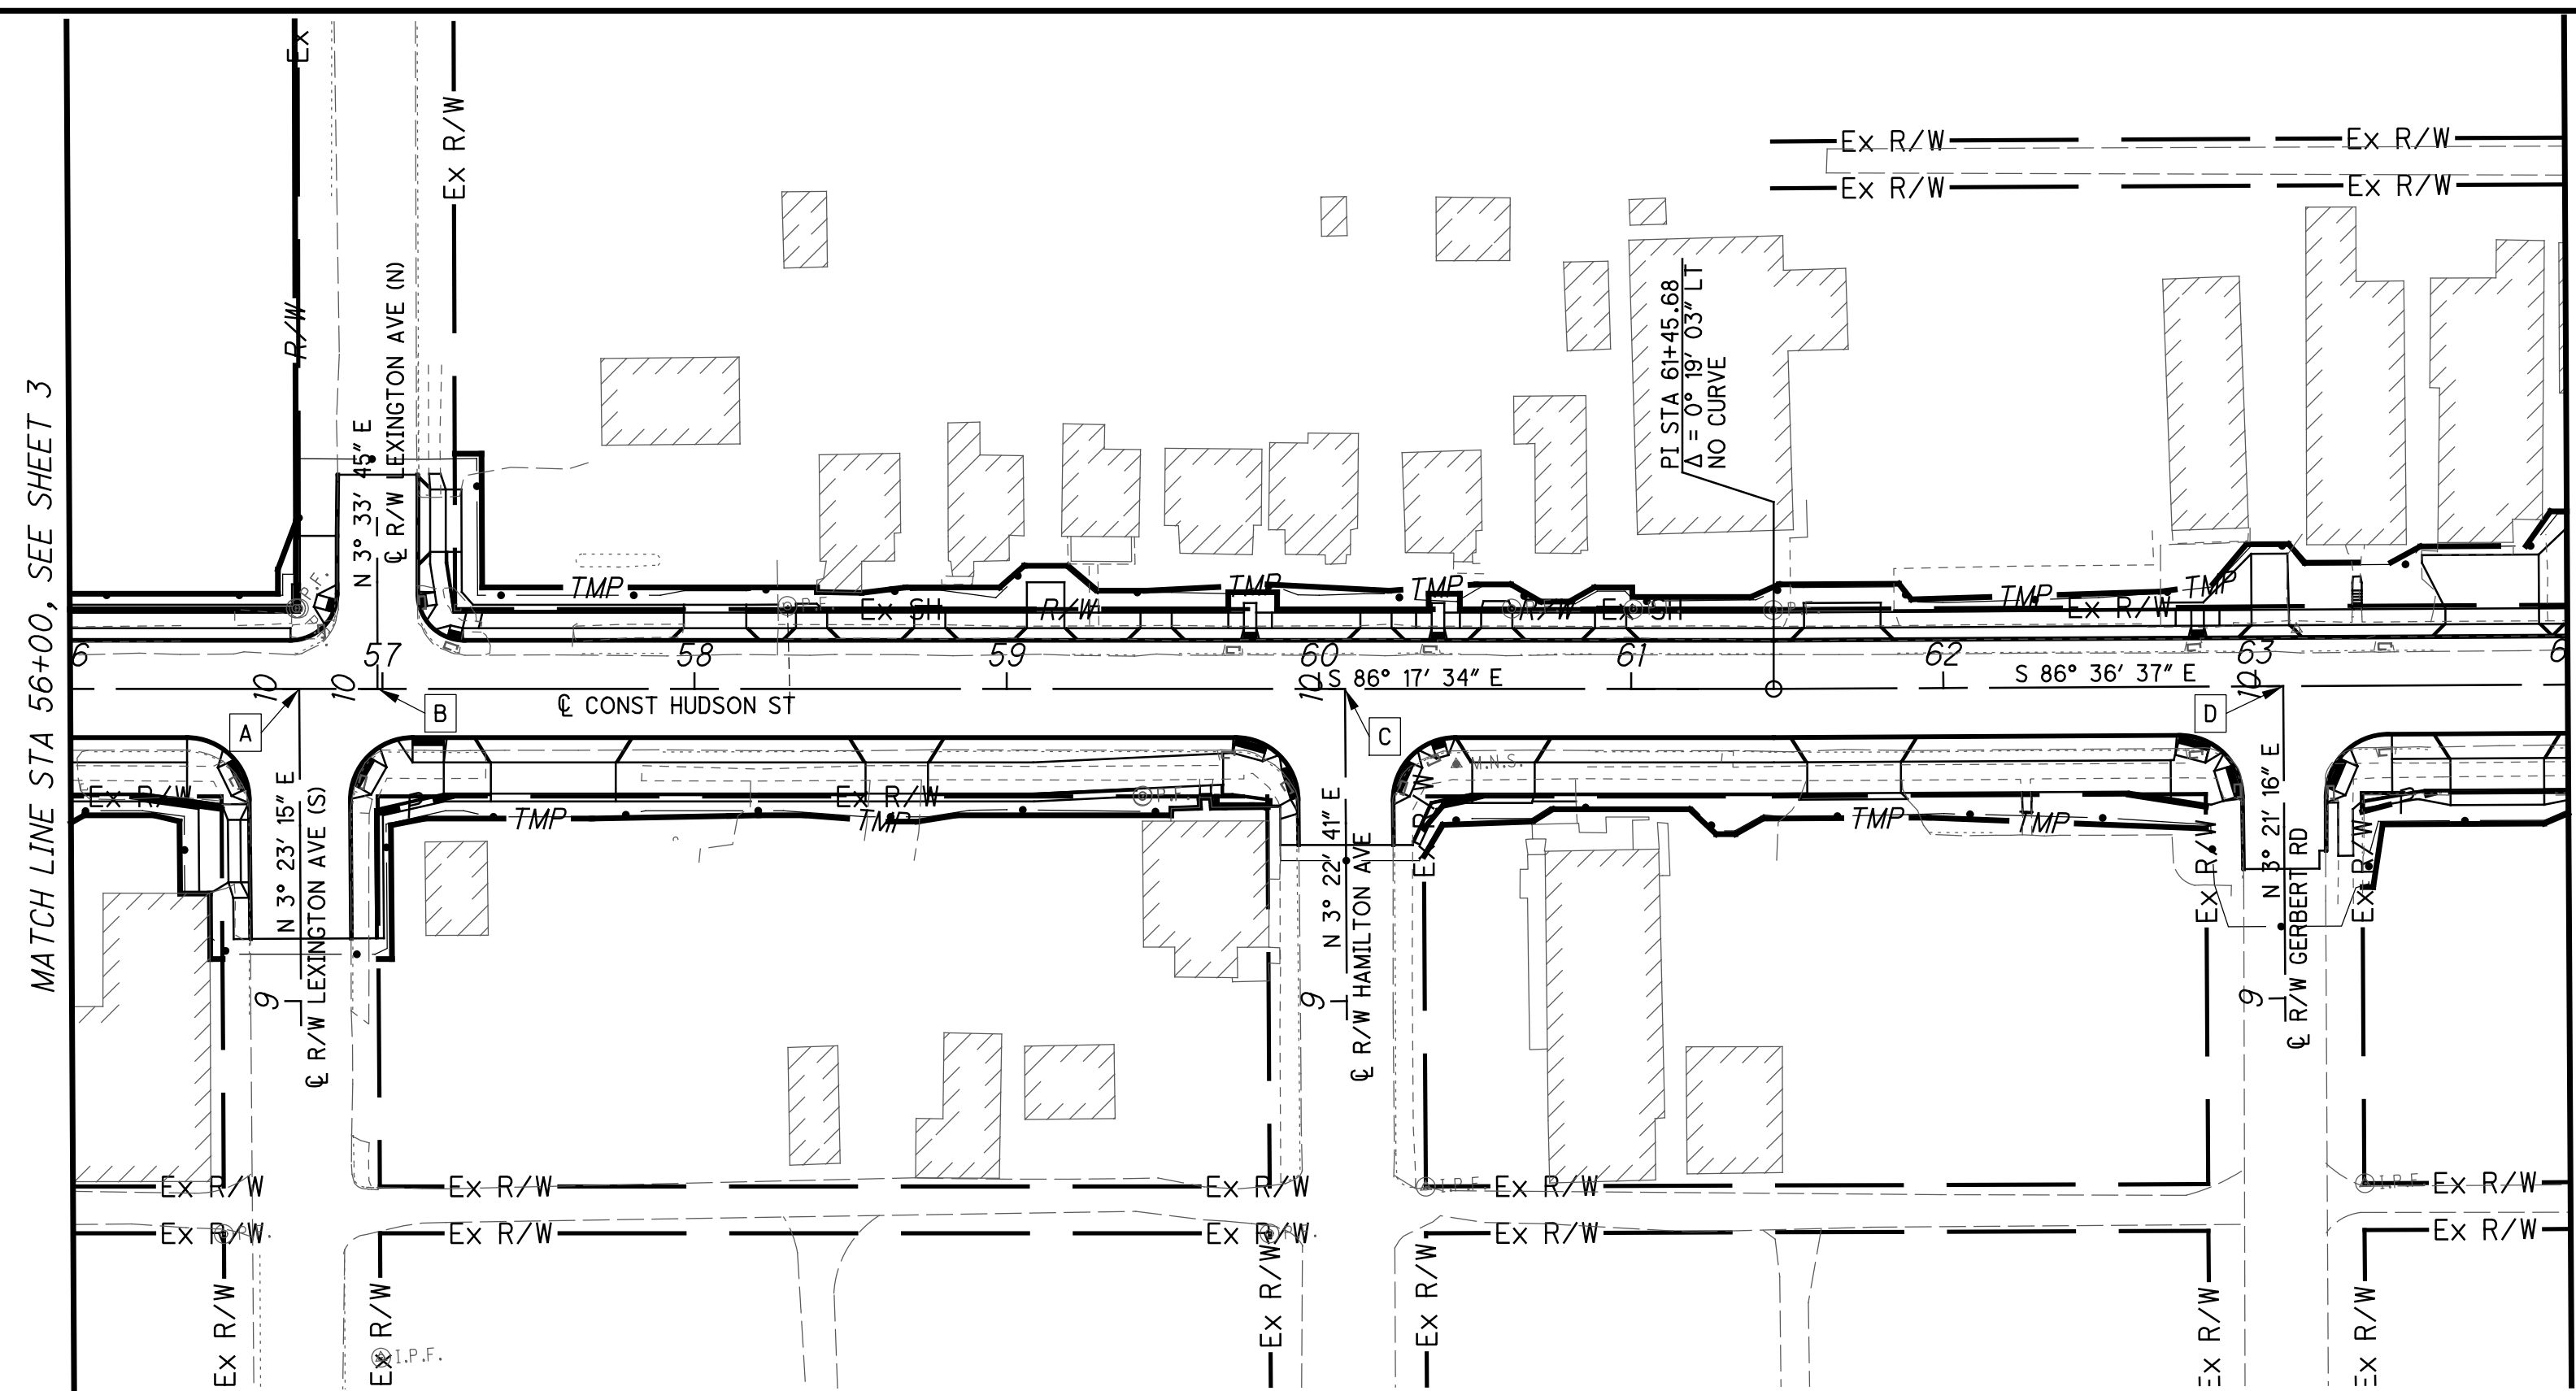 MATCH LINE STA 56+00, SEE SHEET 3
Ex
Ex R/W
R/W
N 3° 33' 45" E
℄ R/W LEXINGTON AVE (N)
PI STA 61+45.68
Δ = 0° 19' 03" LT
NO CURVE
Ex R/W
Ex R/W
Ex R/W
Ex R/W
TMP
TMP
TMP
TMP
TMP
I.P.F.
Ex SH
R/W
R/W
Ex SH
I.P.F.
Ex R/W
6
57
58
59
60
61
62
63
6
10
10
10
10
S 86° 17' 34" E
S 86° 36' 37" E
℄ CONST HUDSON ST
A
B
C
D
Ex R/W
Ex R/W
I.P.F.
M.N.S.
TMP
TMP
TMP
TMP
N 3° 23' 15" E
℄ R/W LEXINGTON AVE (S)
9
N 3° 22' 41" E
℄ R/W HAMILTON AVE
9
Ex R/W
Ex R/W
N 3° 21' 16" E
℄ R/W GERBERT RD
9
Ex R/W
Ex R/W
Ex R/W
Ex R/W
I.P.F.
Ex R/W
I.P.F.
Ex R/W
Ex R/W
Ex R/W
Ex R/W
Ex R/W
Ex R/W
Ex R/W
Ex R/W
Ex R/W
Ex R/W
Ex R/W
Ex R/W
Ex R/W
I.P.F.